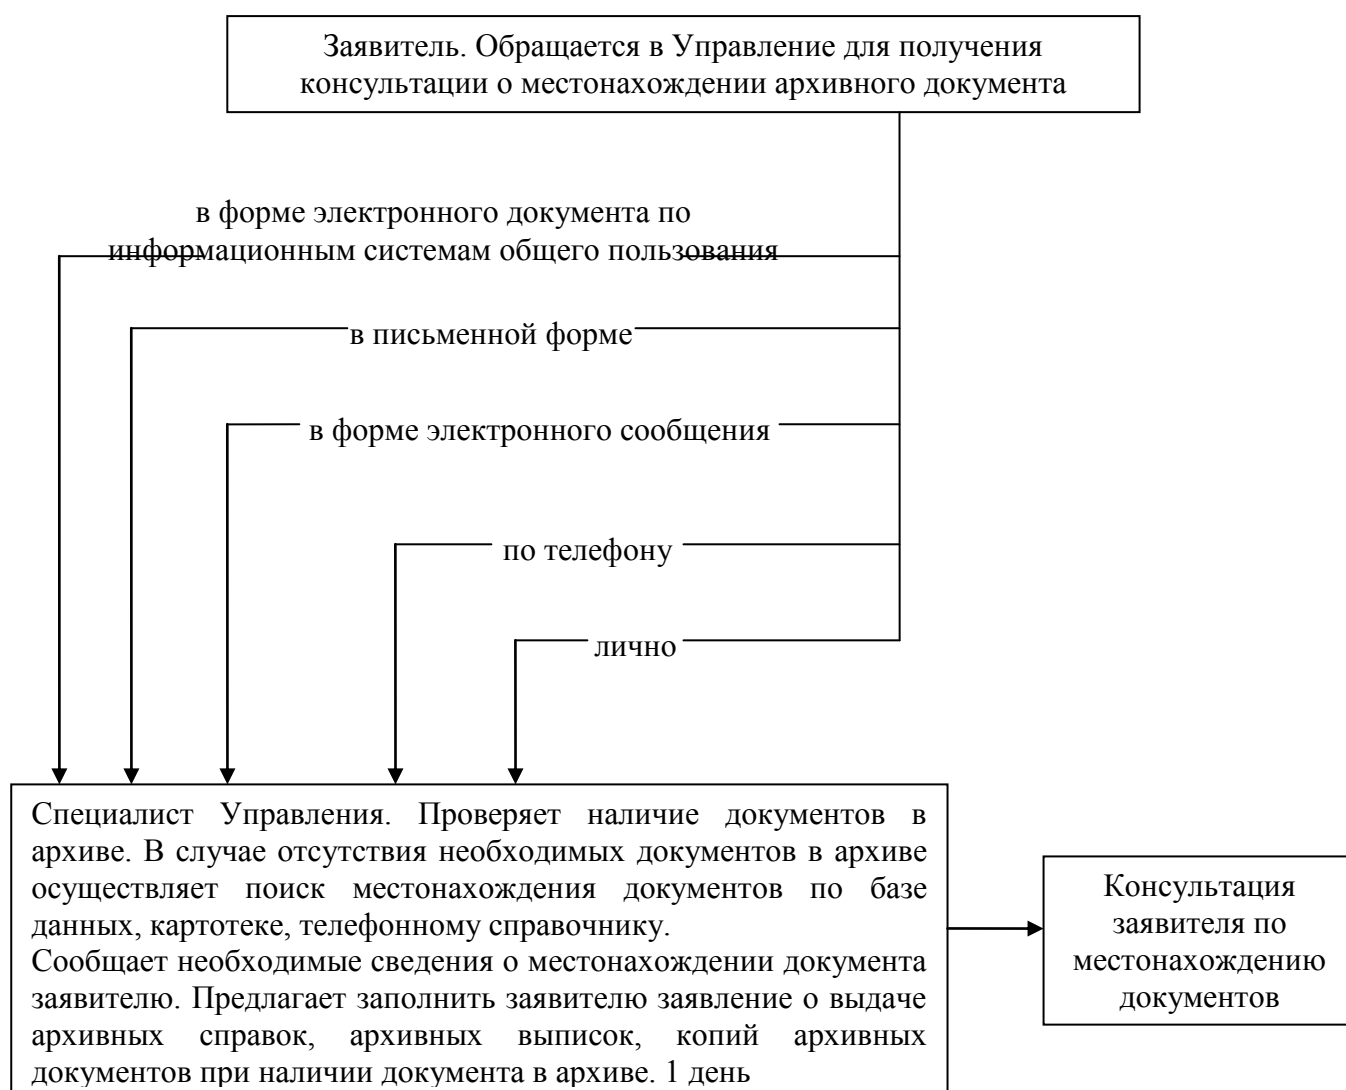 Заявитель. Обращается в Управление для получения
консультации о местонахождении архивного документа
в форме электронного документа по
информационным системам общего пользования
в письменной форме
в форме электронного сообщения
по телефону
лично
Специалист Управления. Проверяет наличие документов в
архиве. В случае отсутствия необходимых документов в архиве
осуществляет поиск местонахождения документов по базе
данных, картотеке, телефонному справочнику.
Сообщает необходимые сведения о местонахождении документа
заявителю. Предлагает заполнить заявителю заявление о выдаче
архивных справок, архивных выписок, копий архивных
документов при наличии документа в архиве. 1 день
Консультация
заявителя по
местонахождению
документов